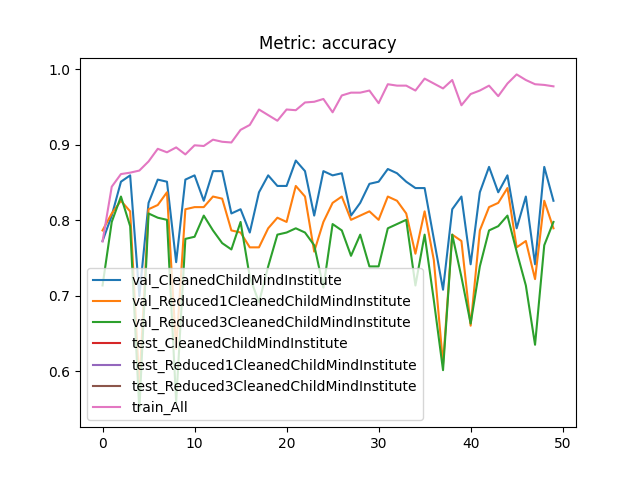 Metric: accuracy
1.0
0.9
0.8
0.7
0.6
val_CleanedChildMindInstitute
val_Reduced1CleanedChildMindInstitute
val_Reduced3CleanedChildMindInstitute
test_CleanedChildMindInstitute
test_Reduced1CleanedChildMindInstitute
test_Reduced3CleanedChildMindInstitute
train_All
0 10 20 30 40 50